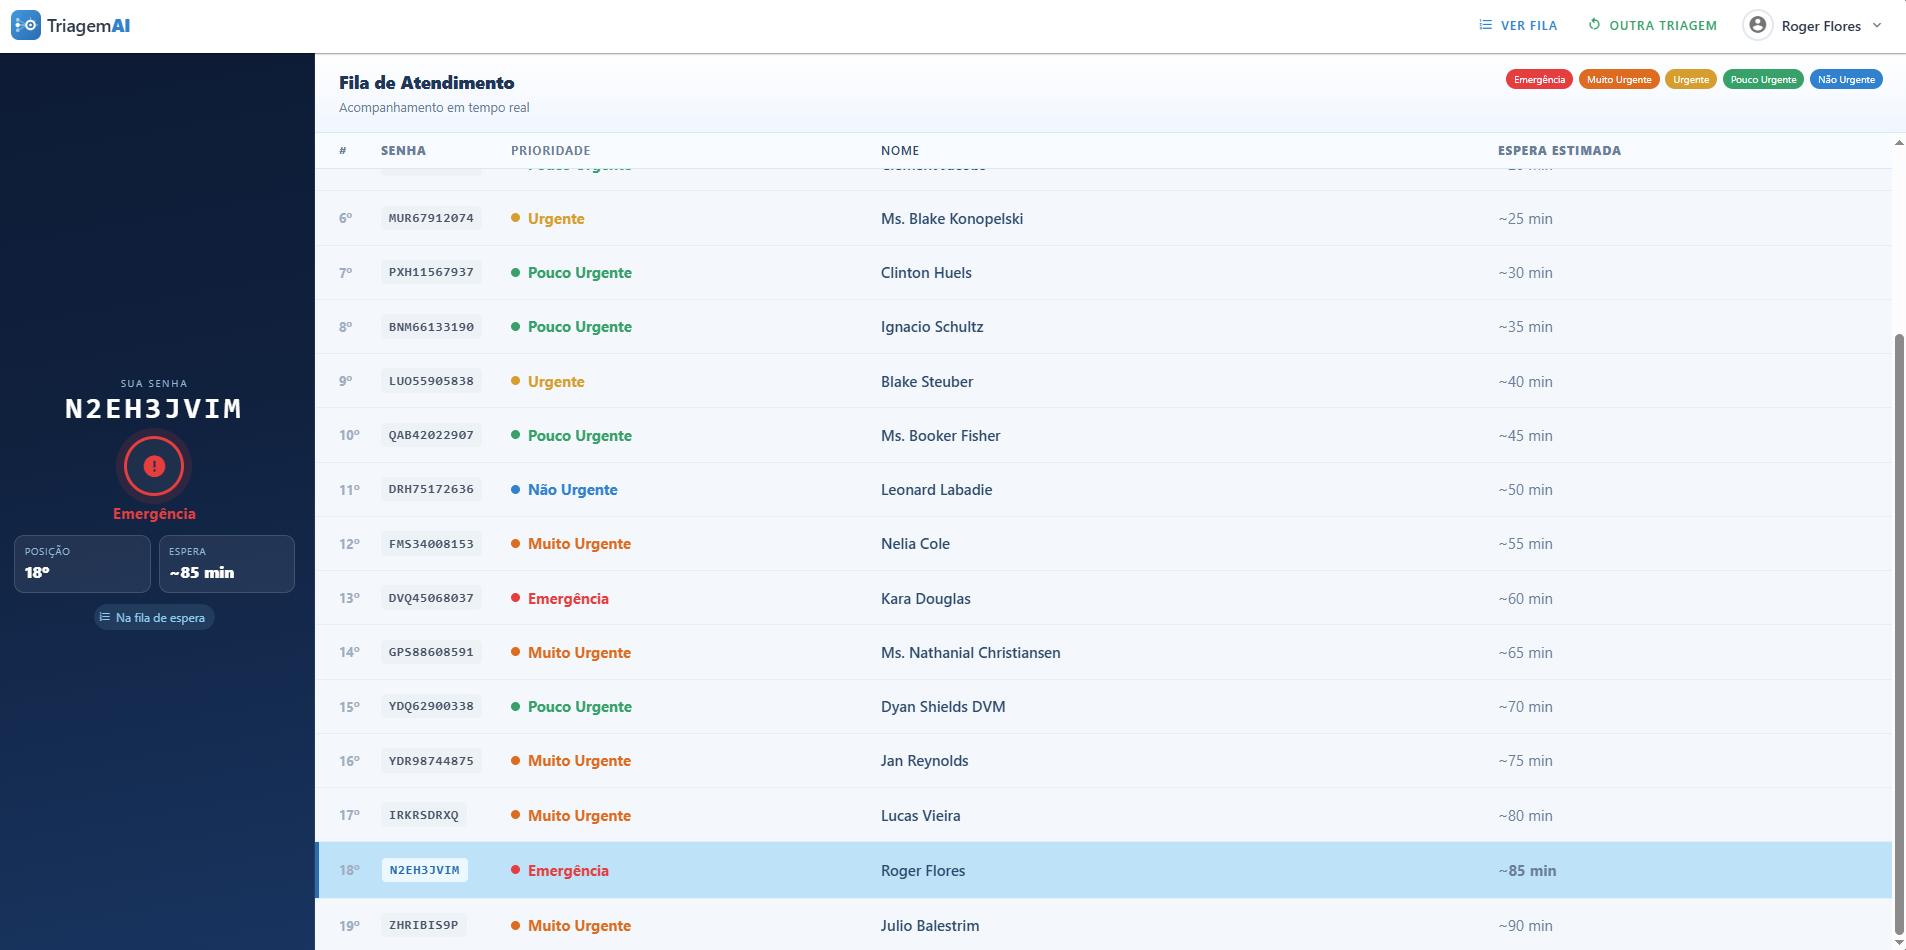 TriagemAI
VER FILA
OUTRA TRIAGEM
Roger Flores
SUA SENHA
N2EH3JVIM
!
Emergência
POSIÇÃO
18º
ESPERA
~85 min
Na fila de espera
Fila de Atendimento
Acompanhamento em tempo real
Emergência Muito Urgente Urgente Pouco Urgente Não Urgente
# SENHA PRIORIDADE NOME ESPERA ESTIMADA
6º MUR67912074 Urgente Ms. Blake Konopelski ~25 min
7º PXH11567937 Pouco Urgente Clinton Huels ~30 min
8º BNM66133190 Pouco Urgente Ignacio Schultz ~35 min
9º LUO55905838 Urgente Blake Steuber ~40 min
10º QAB42022907 Pouco Urgente Ms. Booker Fisher ~45 min
11º DRH75172636 Não Urgente Leonard Labadie ~50 min
12º FMS34008153 Muito Urgente Nelia Cole ~55 min
13º DVQ45068037 Emergência Kara Douglas ~60 min
14º GPS88608591 Muito Urgente Ms. Nathanial Christiansen ~65 min
15º YDQ62900338 Pouco Urgente Dyan Shields DVM ~70 min
16º YDR98744875 Muito Urgente Jan Reynolds ~75 min
17º IRKRSDRXQ Muito Urgente Lucas Vieira ~80 min
18º N2EH3JVIM Emergência Roger Flores ~85 min
19º ZHRIBIS9P Muito Urgente Julio Balestrim ~90 min